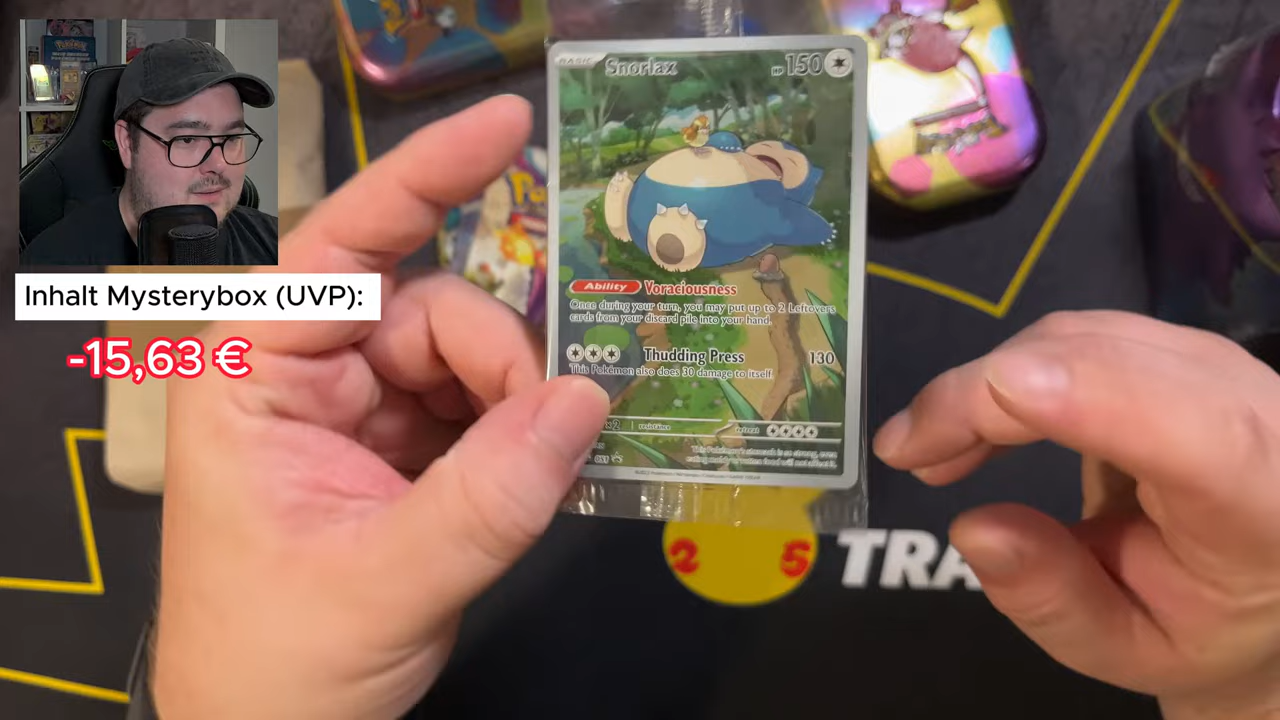 Inhalt Mysterybox (UVP):
-15,63 €
BASIC Snorlax HP 150
Ability Voraciousness
Once during your turn, you may put up to 2 Leftovers
cards from your discard pile into your hand.
Thudding Press 130
This Pokémon also does 30 damage to itself.
x2 resistance retreat
051
2 5 TRA